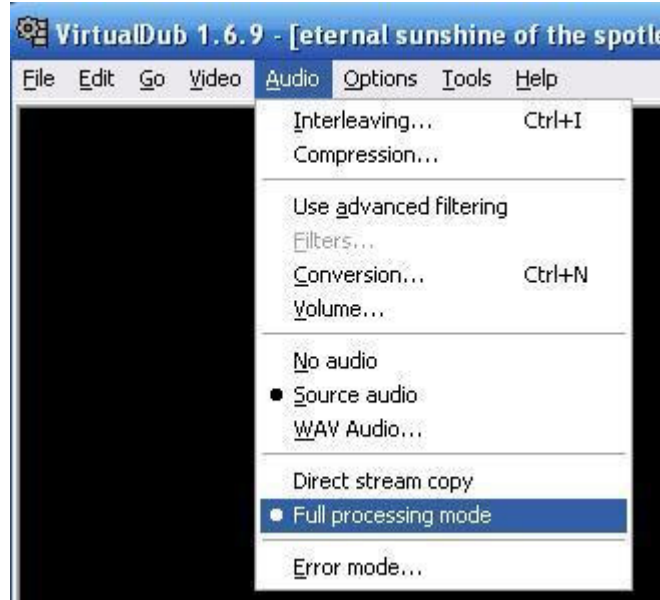 VirtualDub 1.6.9 - [eternal sunshine of the spotle
File Edit Go Video Audio Options Tools Help
Interleaving... Ctrl+I
Compression...
Use advanced filtering
Filters...
Conversion... Ctrl+N
Volume...
No audio
Source audio
WAV Audio...
Direct stream copy
Full processing mode
Error mode...